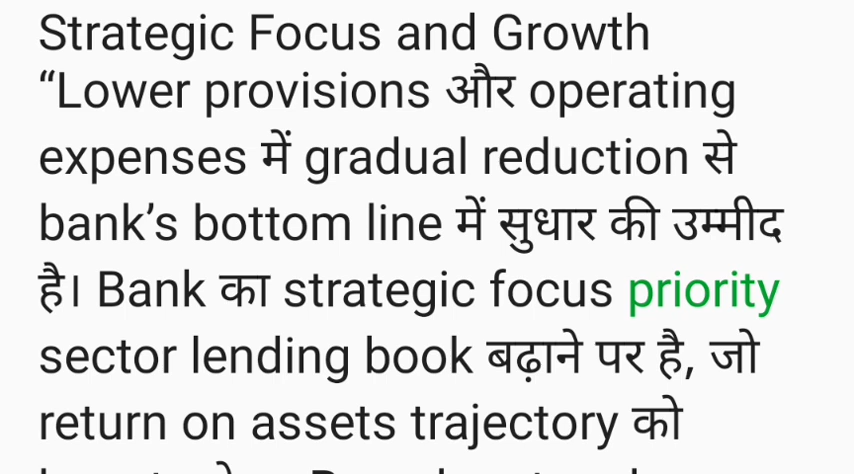 Strategic Focus and Growth
“Lower provisions और operating
expenses में gradual reduction से
bank’s bottom line में सुधार की उम्मीद
है। Bank का strategic focus priority
sector lending book बढ़ाने पर है, जो
return on assets trajectory को